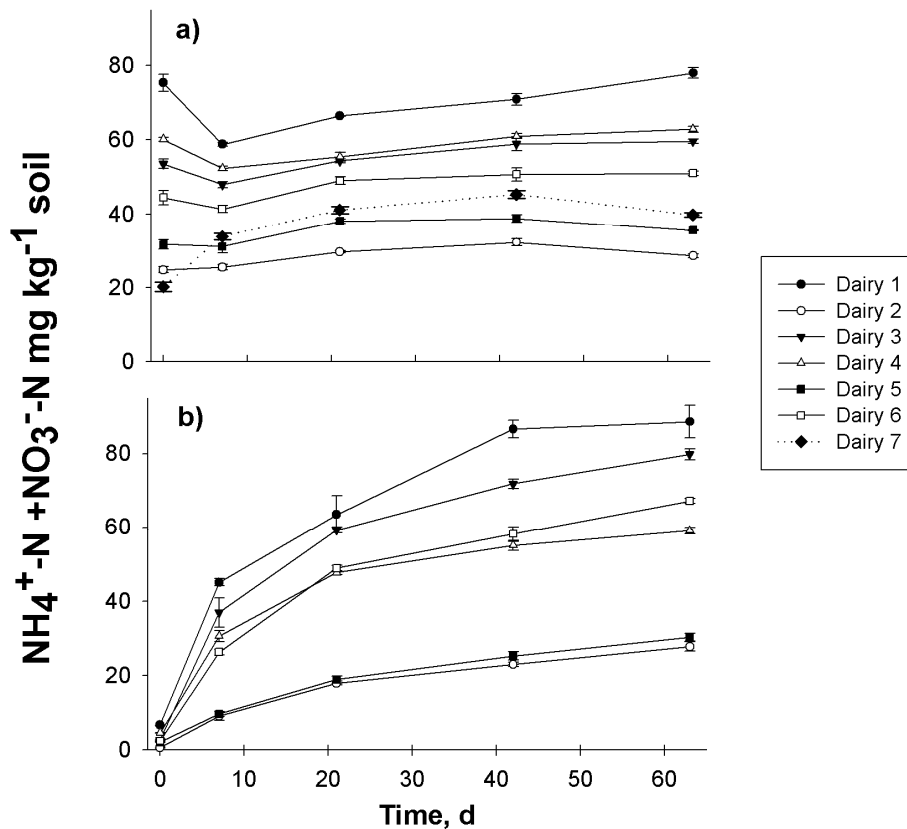 a)
80
60
40
20
0
b)
80
60
40
20
0
0 10 20 30 40 50 60
Time, d
NH₄⁺-N +NO₃⁻-N mg kg⁻¹ soil
Dairy 1
Dairy 2
Dairy 3
Dairy 4
Dairy 5
Dairy 6
Dairy 7